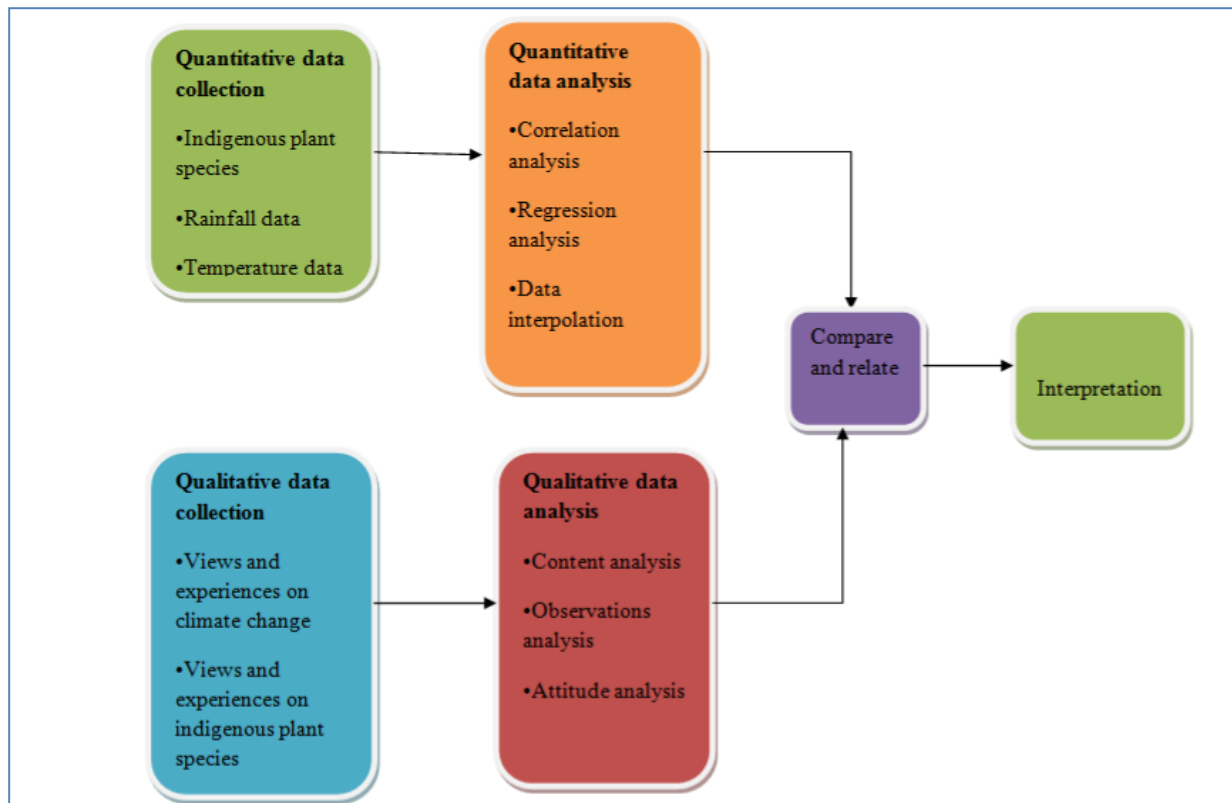 Quantitative data
collection
•Indigenous plant
species
•Rainfall data
•Temperature data
Quantitative
data analysis
•Correlation
analysis
•Regression
analysis
•Data
interpolation
Compare
and relate
Interpretation
Qualitative data
collection
•Views and
experiences on
climate change
•Views and
experiences on
indigenous plant
species
Qualitative data
analysis
•Content analysis
•Observations
analysis
•Attitude analysis